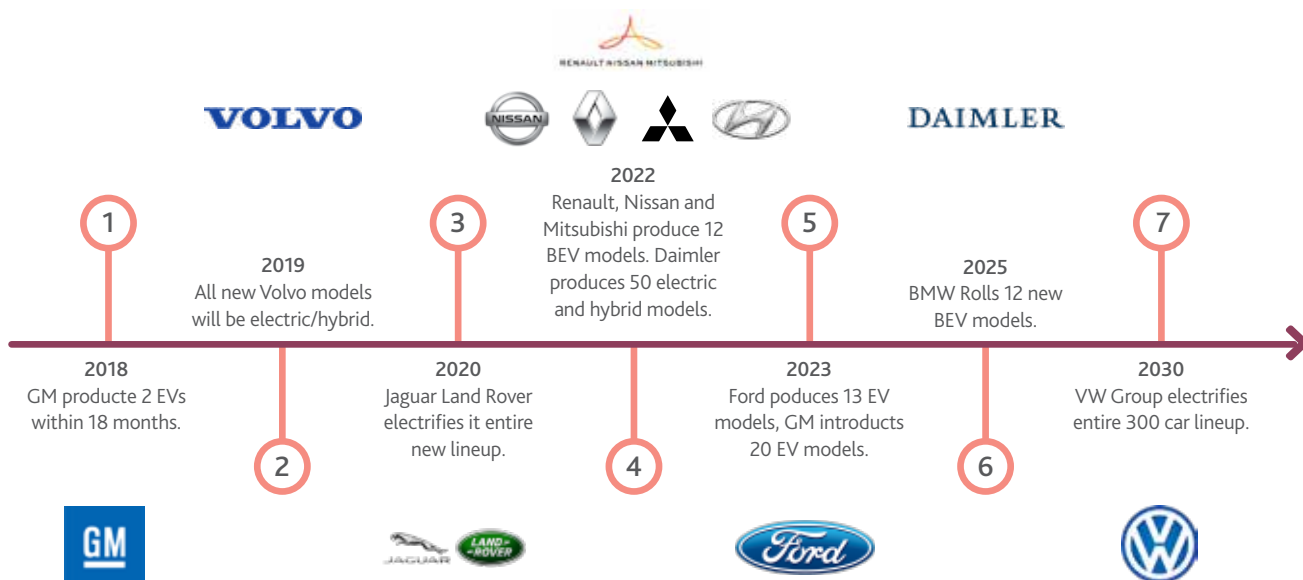 RENAULT NISSAN MITSUBISHI
VOLVO
NISSAN
DAIMLER
1
3
5
7
2022
Renault, Nissan and
Mitsubishi produce 12
BEV models. Daimler
produces 50 electric
and hybrid models.
2019
All new Volvo models
will be electric/hybrid.
2025
BMW Rolls 12 new
BEV models.
2018
GM producte 2 EVs
within 18 months.
2020
Jaguar Land Rover
electrifies it entire
new lineup.
2023
Ford poduces 13 EV
models, GM introducts
20 EV models.
2030
VW Group electrifies
entire 300 car lineup.
2
4
6
GM
JAGUAR
LAND-
ROVER
Ford
VW